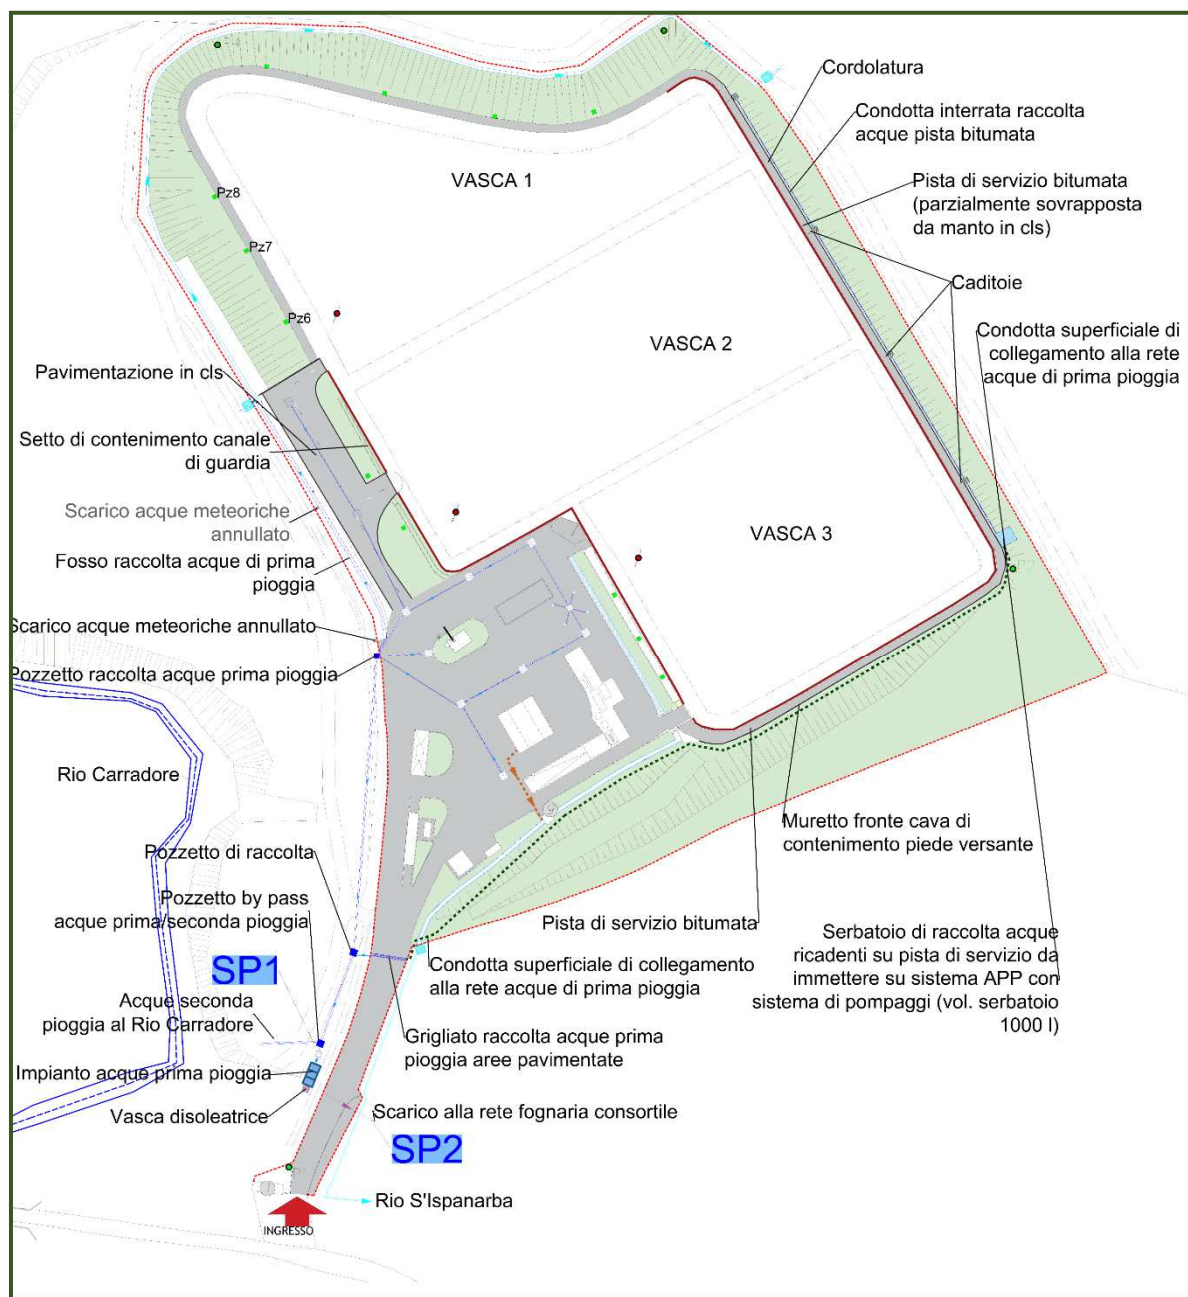 Cordolatura
Condotta interrata raccolta
acque pista bitumata
VASCA 1
Pista di servizio bitumata
(parzialmente sovrapposta
da manto in cls)
Pz8
Pz7
Caditoie
Pz6
Condotta superficiale di
collegamento alla rete
acque di prima pioggia
VASCA 2
Pavimentazione in cls
Setto di contenimento canale
di guardia
Scarico acque meteoriche
annullato
VASCA 3
Fosso raccolta acque di prima
pioggia
Scarico acque meteoriche annullato
Pozzetto raccolta acque prima pioggia
Rio Carradore
Muretto fronte cava di
contenimento piede versante
Pozzetto di raccolta
Pozzetto by pass
acque prima/seconda pioggia
Pista di servizio bitumata
Serbatoio di raccolta acque
ricadenti su pista di servizio da
immettere su sistema APP con
sistema di pompaggi (vol. serbatoio
1000 l)
SP1
Condotta superficiale di collegamento
alla rete acque di prima pioggia
Acque seconda
pioggia al Rio Carradore
Grigliato raccolta acque prima
pioggia aree pavimentate
Impianto acque prima pioggia
Vasca disoleatrice
Scarico alla rete fognaria consortile
SP2
Rio S'Ispanarba
INGRESSO